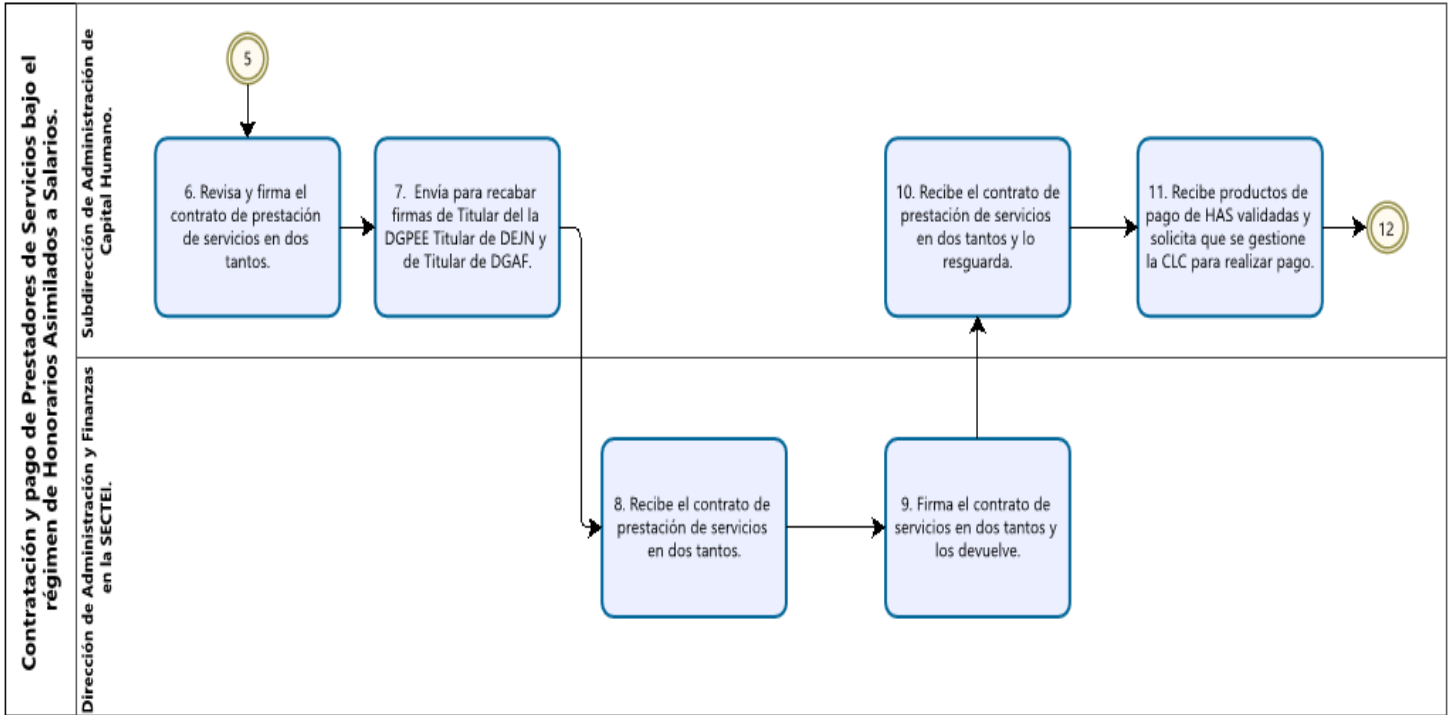 Contratación y pago de Prestadores de Servicios bajo el
régimen de Honorarios Asimilados a Salarios.
Subdirección de Administración de
Capital Humano.
5
6. Revisa y firma el
contrato de prestación
de servicios en dos
tantos.
7. Envía para recabar
firmas de Titular del la
DGPEE Titular de DEJN y
de Titular de DGAF.
10. Recibe el contrato de
prestación de servicios
en dos tantos y lo
resguarda.
11. Recibe productos de
pago de HAS validadas y
solicita que se gestione
la CLC para realizar pago.
12
Dirección de Administración y Finanzas
en la SECTEI.
8. Recibe el contrato de
prestación de servicios
en dos tantos.
9. Firma el contrato de
servicios en dos tantos y
los devuelve.